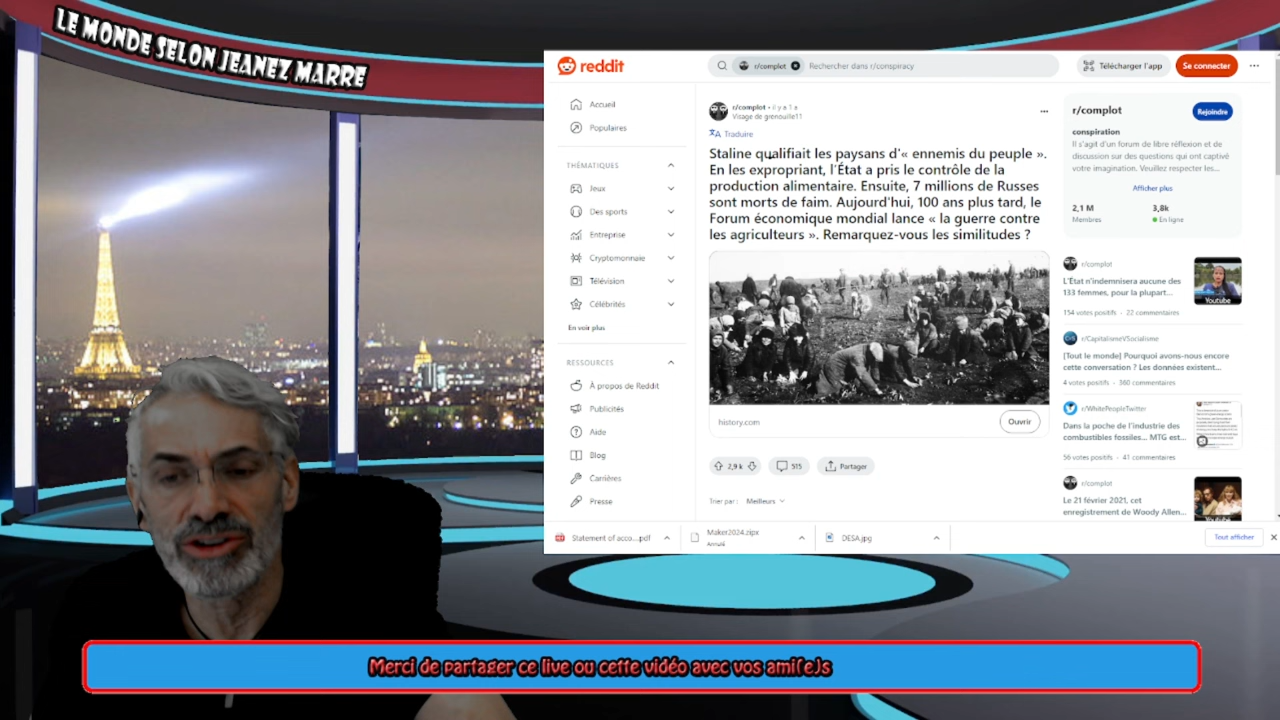 LE MONDE SELON JEANEZ MARRE
reddit
r/complot
Rechercher dans r/conspiracy
Télécharger l'app
Se connecter
Accueil
Populaires
THÉMATIQUES
Jeux
Des sports
Entreprise
Cryptomonnaie
Télévision
Célébrités
En voir plus
RESSOURCES
À propos de Reddit
Publicités
Aide
Blog
Carrières
Presse
r/complot • il y a 1 a
Visage de grenouille11
Traduire
Staline qualifiait les paysans d'« ennemis du peuple ».
En les expropriant, l'État a pris le contrôle de la
production alimentaire. Ensuite, 7 millions de Russes
sont morts de faim. Aujourd'hui, 100 ans plus tard, le
Forum économique mondial lance « la guerre contre
les agriculteurs ». Remarquez-vous les similitudes ?
history.com
Ouvrir
2,9 k
515
Partager
Trier par : Meilleurs
r/complot
Rejoindre
conspiration
Il s'agit d'un forum de libre réflexion et de
discussion sur des questions qui ont captivé
votre imagination. Veuillez respecter les...
Afficher plus
2,1 M
3,8k
Membres
En ligne
r/complot
L'État n'indemnisera aucune des
133 femmes, pour la plupart...
Youtube
154 votes positifs · 22 commentaires
r/CapitalismeVSocialisme
[Tout le monde] Pourquoi avons-nous encore
cette conversation ? Les données existent...
4 votes positifs · 360 commentaires
r/WhitePeopleTwitter
Dans la poche de l'industrie des
combustibles fossiles... MTG est...
56 votes positifs · 41 commentaires
r/complot
Le 21 février 2021, cet
enregistrement de Woody Allen...
Youtube
Statement of acco....pdf
Maker2024.zipx
Annulé
DESA.jpg
Tout afficher
Merci de partager ce live ou cette vidéo avec vos ami(e)s